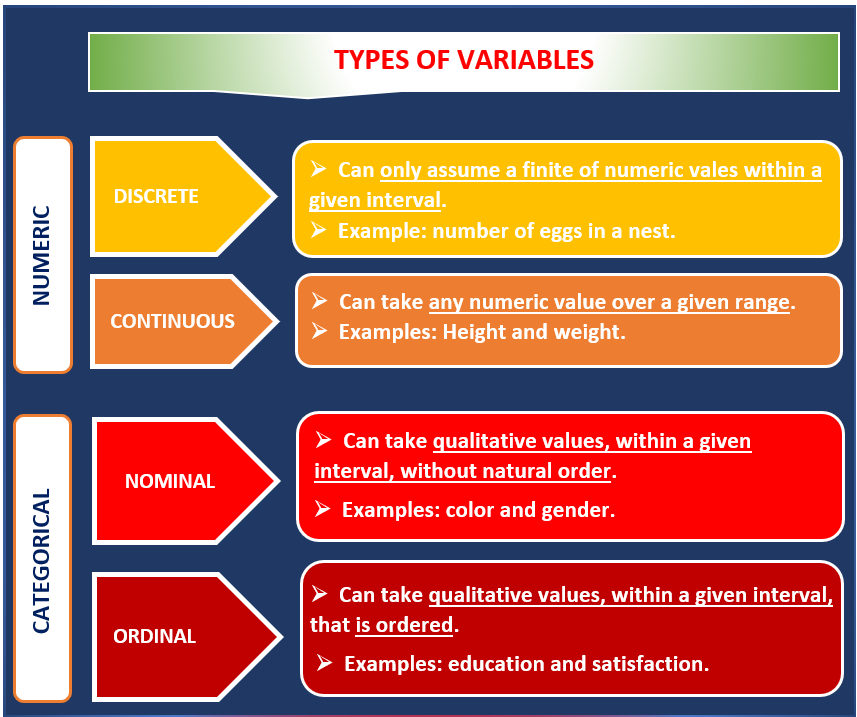 TYPES OF VARIABLES
NUMERIC
DISCRETE
➢ Can only assume a finite of numeric vales within a
given interval.
➢ Example: number of eggs in a nest.
CONTINUOUS
➢ Can take any numeric value over a given range.
➢ Examples: Height and weight.
CATEGORICAL
NOMINAL
➢ Can take qualitative values, within a given
interval, without natural order.
➢ Examples: color and gender.
ORDINAL
➢ Can take qualitative values, within a given interval,
that is ordered.
➢ Examples: education and satisfaction.